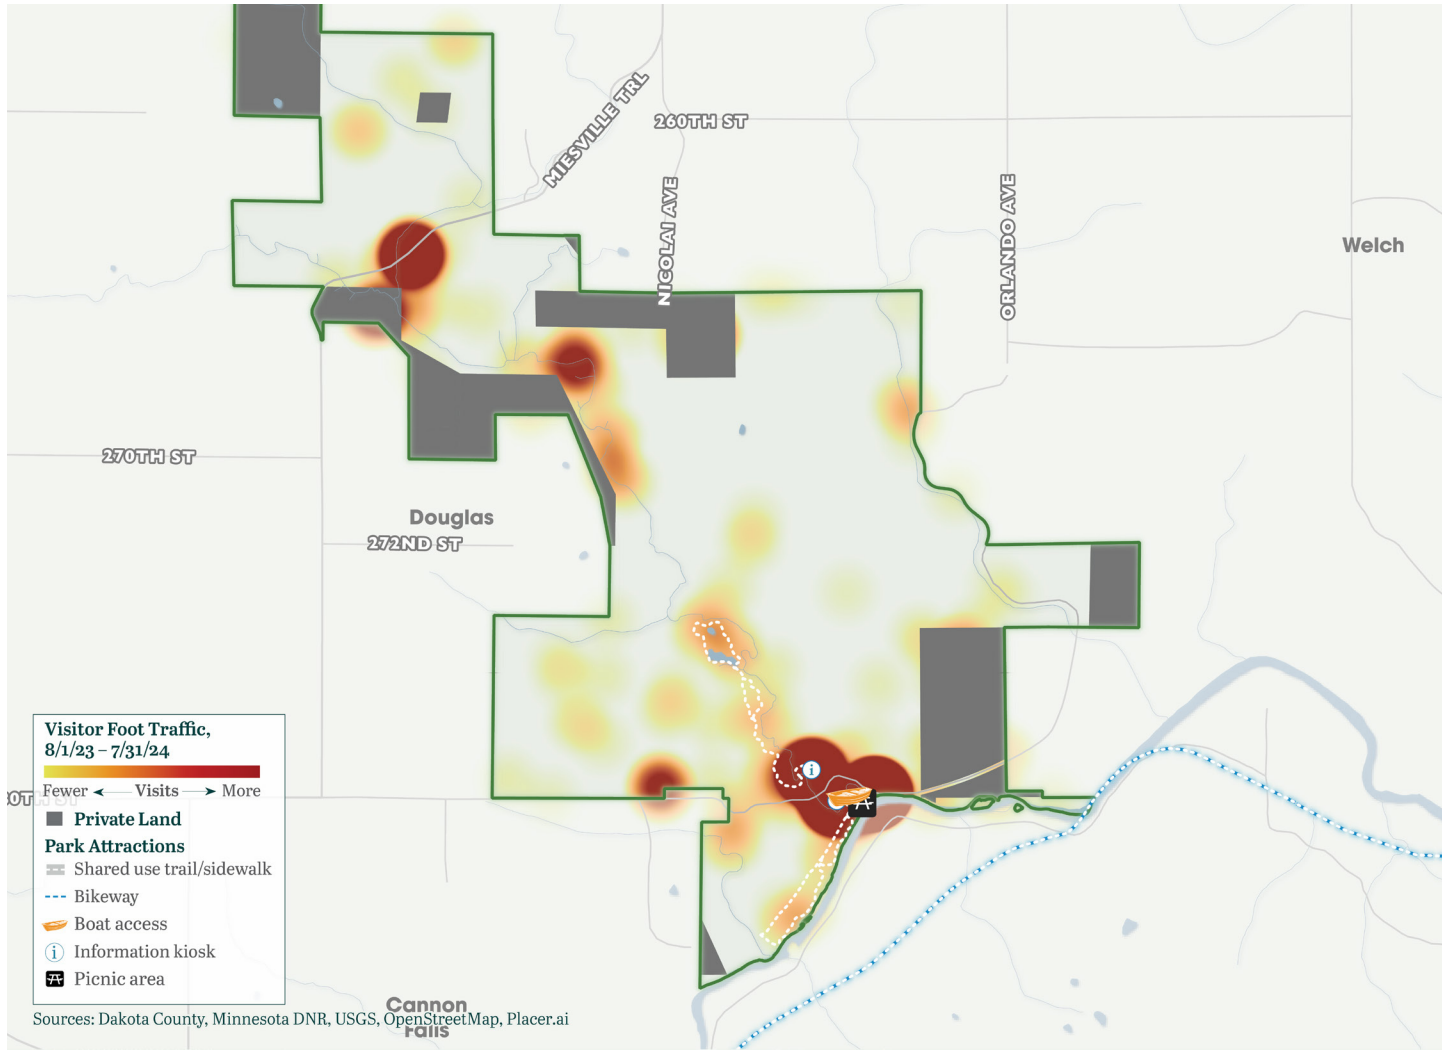 MIESVILLE TRL
260TH ST
NICOLAI AVE
ORLANDO AVE
Welch
270TH ST
Douglas
272ND ST
Visitor Foot Traffic,
8/1/23 – 7/31/24
Fewer
Visits
More
0TH ST
Private Land
Park Attractions
Shared use trail/sidewalk
Bikeway
Boat access
i Information kiosk
Picnic area
i
Cannon
Falls
Sources: Dakota County, Minnesota DNR, USGS, OpenStreetMap, Placer.ai